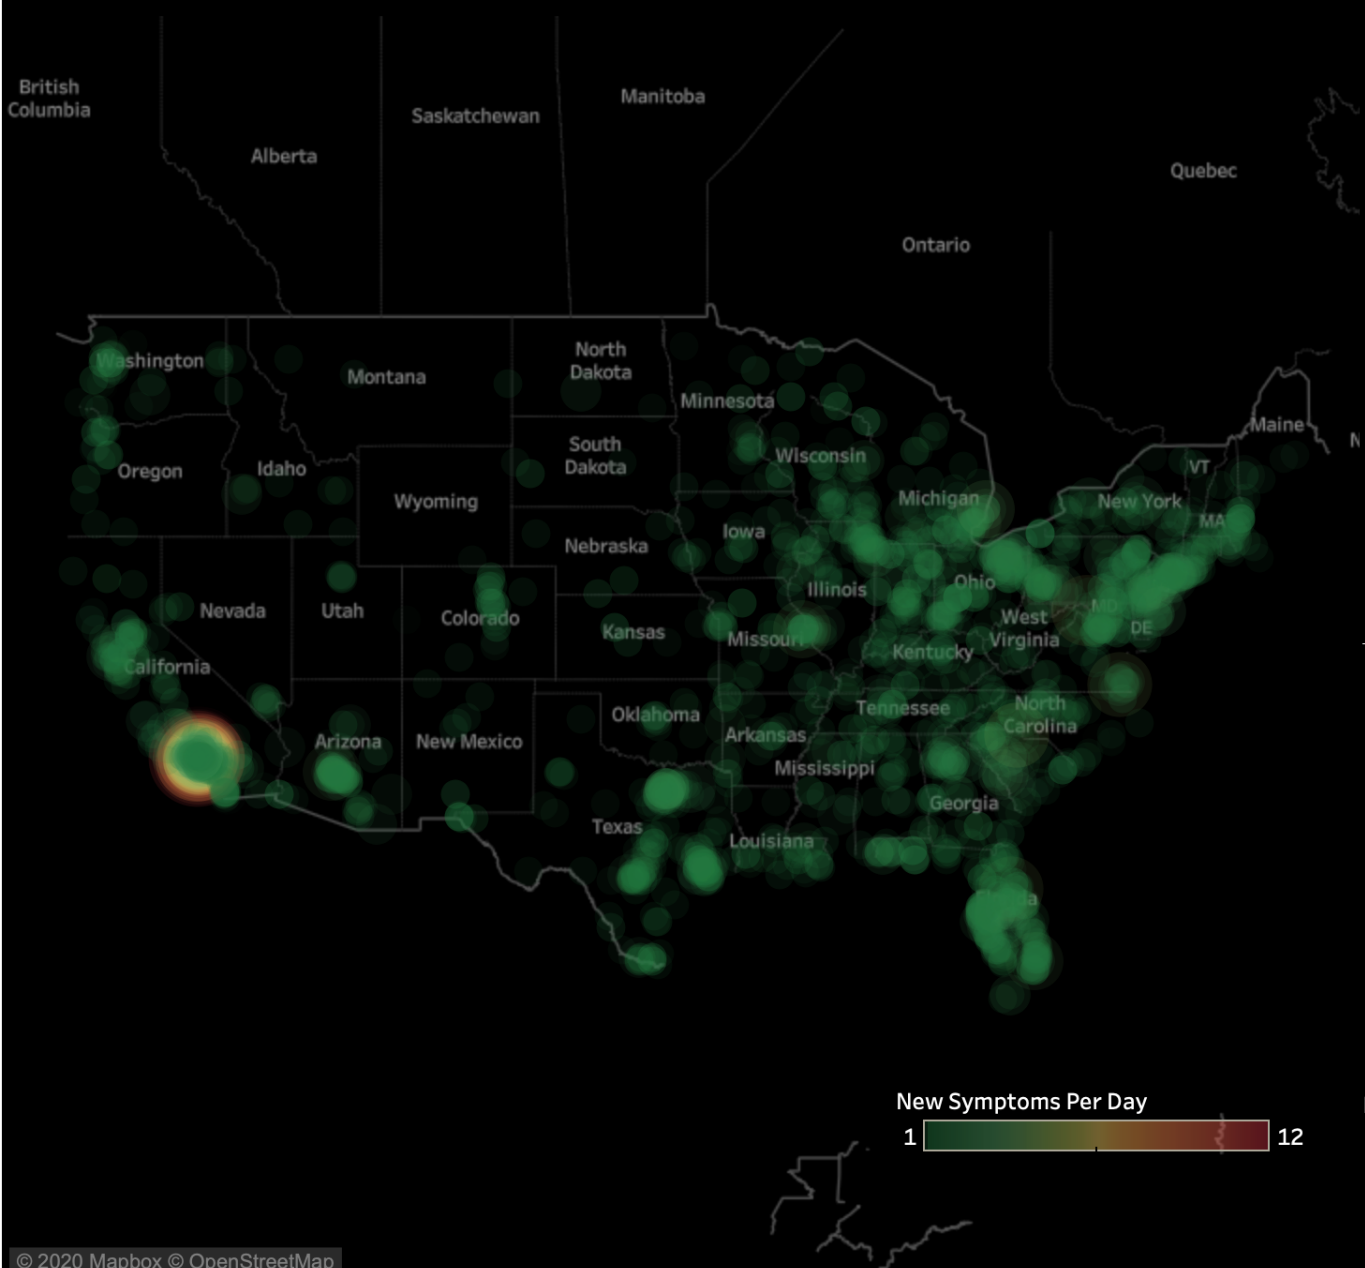 British
Columbia
Alberta
Saskatchewan
Manitoba
Quebec
Ontario
Washington
Montana
North
Dakota
Minnesota
Maine
N
Oregon
Idaho
South
Dakota
Wisconsin
VT
Wyoming
Michigan
New York
MA
Nebraska
Iowa
Nevada
Utah
Colorado
Illinois
Ohio
MD
DE
Kansas
Missouri
West
Virginia
California
Kentucky
Oklahoma
Tennessee
North
Carolina
Arizona
New Mexico
Arkansas
Mississippi
Georgia
Texas
Louisiana
New Symptoms Per Day
1
12
© 2020 Mapbox © OpenStreetMap